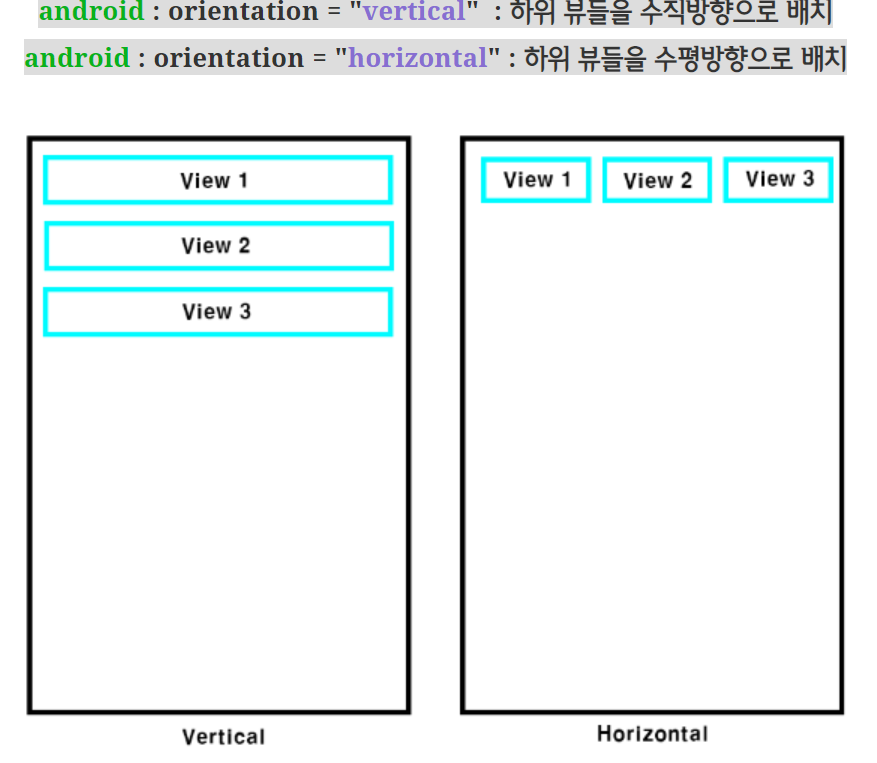 android : orientation = "vertical" : 하위 뷰들을 수직방향으로 배치
android : orientation = "horizontal" : 하위 뷰들을 수평방향으로 배치
View 1
View 2
View 3
View 1 View 2 View 3
Vertical
Horizontal